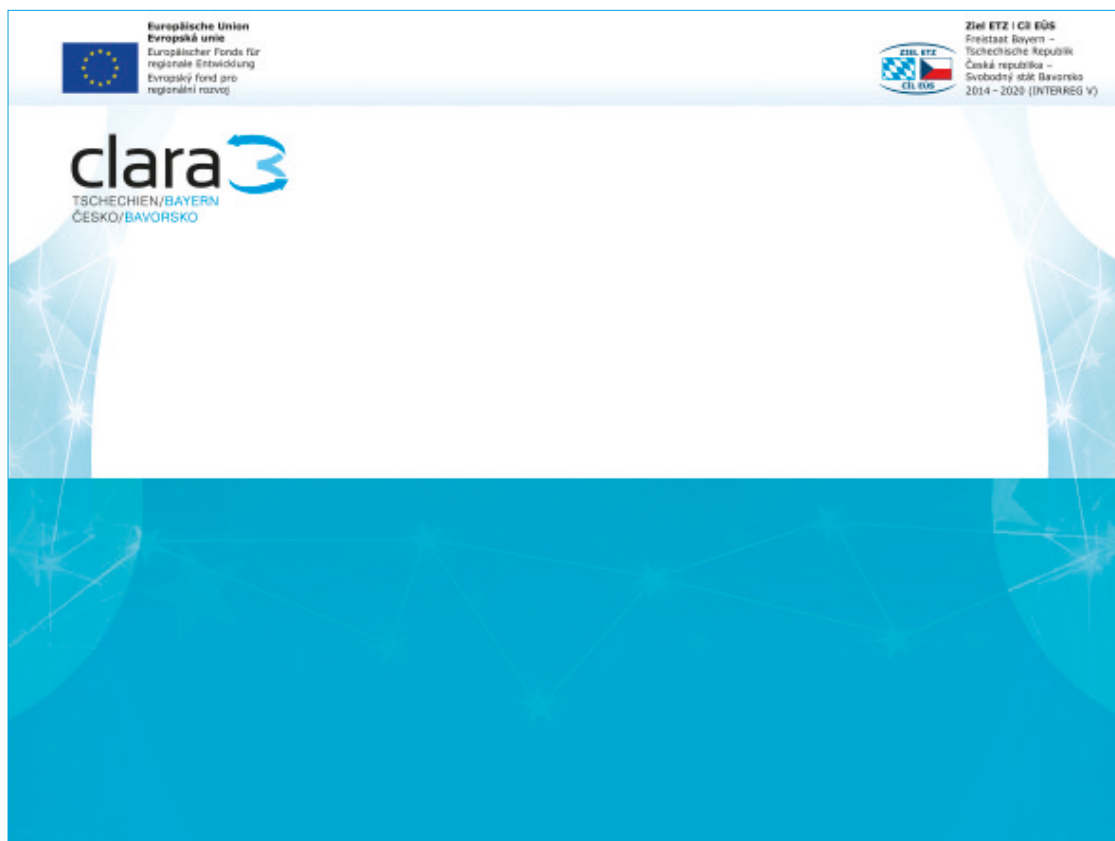 Europäische Union
Evropská unie
Europäischer Fonds für
regionale Entwicklung
Evropský fond pro
regionální rozvoj
ZIEL ETZ
CÍL EÚS
Ziel ETZ | Cíl EÚS
Freistaat Bayern –
Tschechische Republik
Česká republika –
Svobodný stát Bavorsko
2014 – 2020 (INTERREG V)
clara3
TSCHECHIEN/BAYERN
ČESKO/BAVORSKO